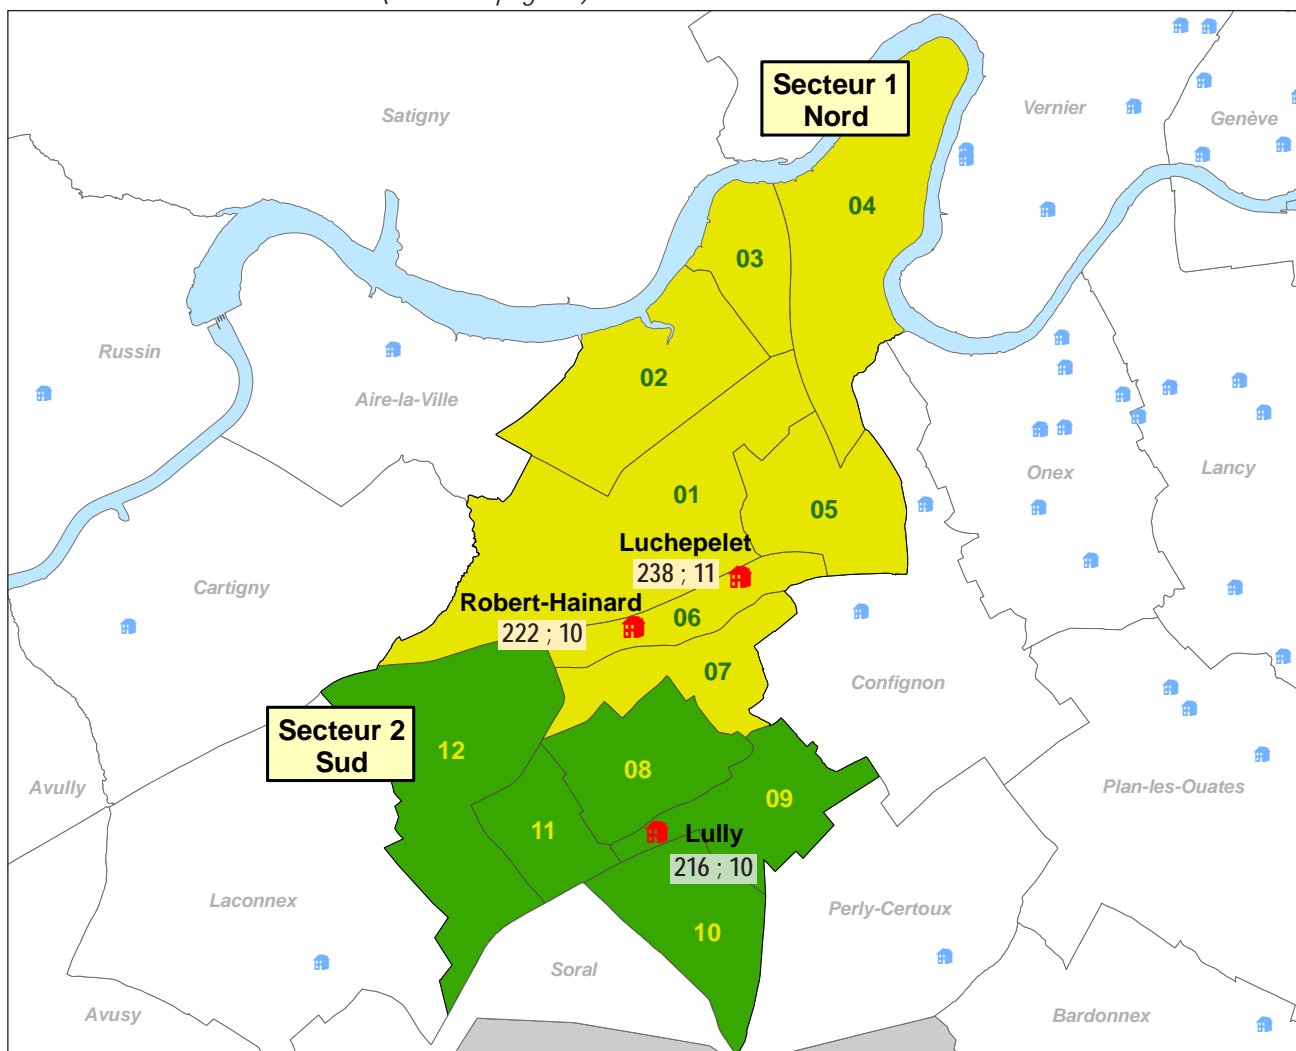 Secteur 1
Nord
Satigny
Vernier
Genève
04
03
Russin
02
Aire-la-Ville
Onex
Lancy
01
05
Luchepelet
238 ; 11
Cartigny
Robert-Hainard
222 ; 10
06
07
Confignon
Secteur 2
Sud
12
08
09
Avully
Plan-les-Ouates
11
Lully
216 ; 10
Laconnex
10
Perly-Certoux
Soral
Avusy
Bardonnex